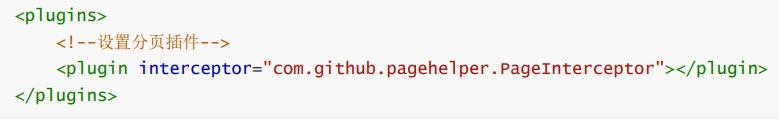 <plugins>
<!--设置分页插件-->
<plugin interceptor="com.github.pagehelper.PageInterceptor"></plugin>
</plugins>